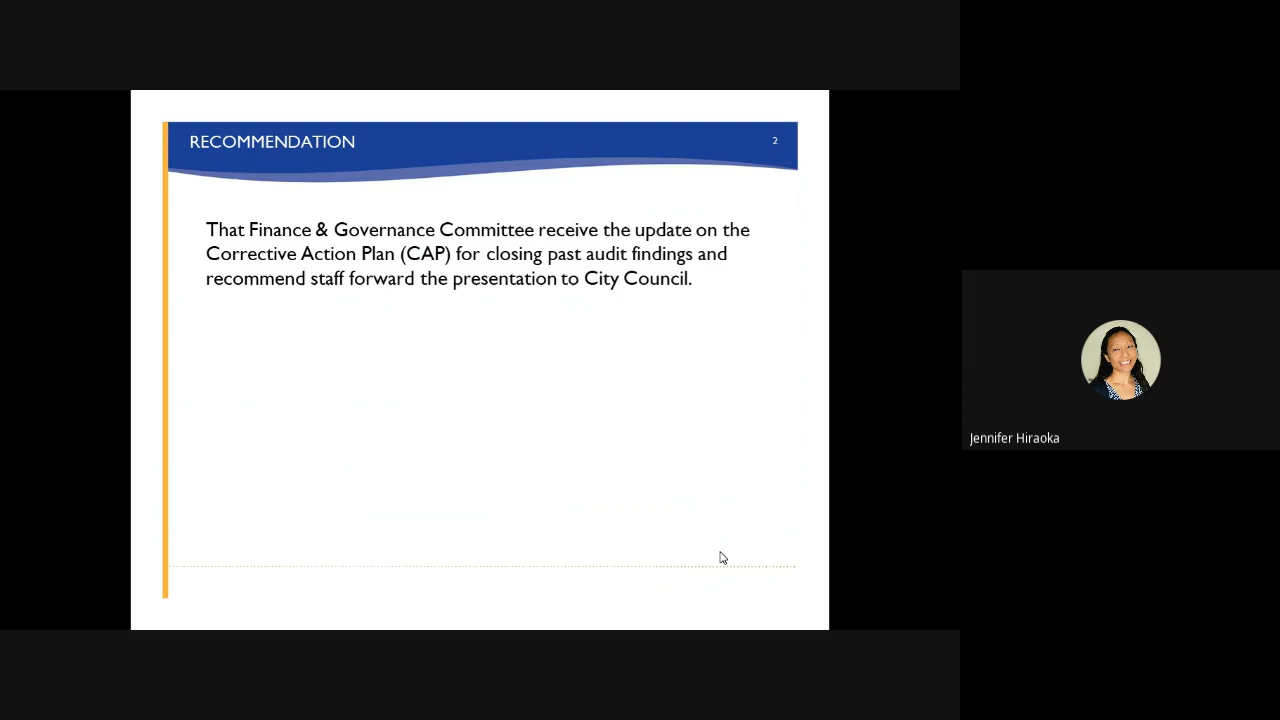 RECOMMENDATION
2
That Finance & Governance Committee receive the update on the
Corrective Action Plan (CAP) for closing past audit findings and
recommend staff forward the presentation to City Council.
Jennifer Hiraoka